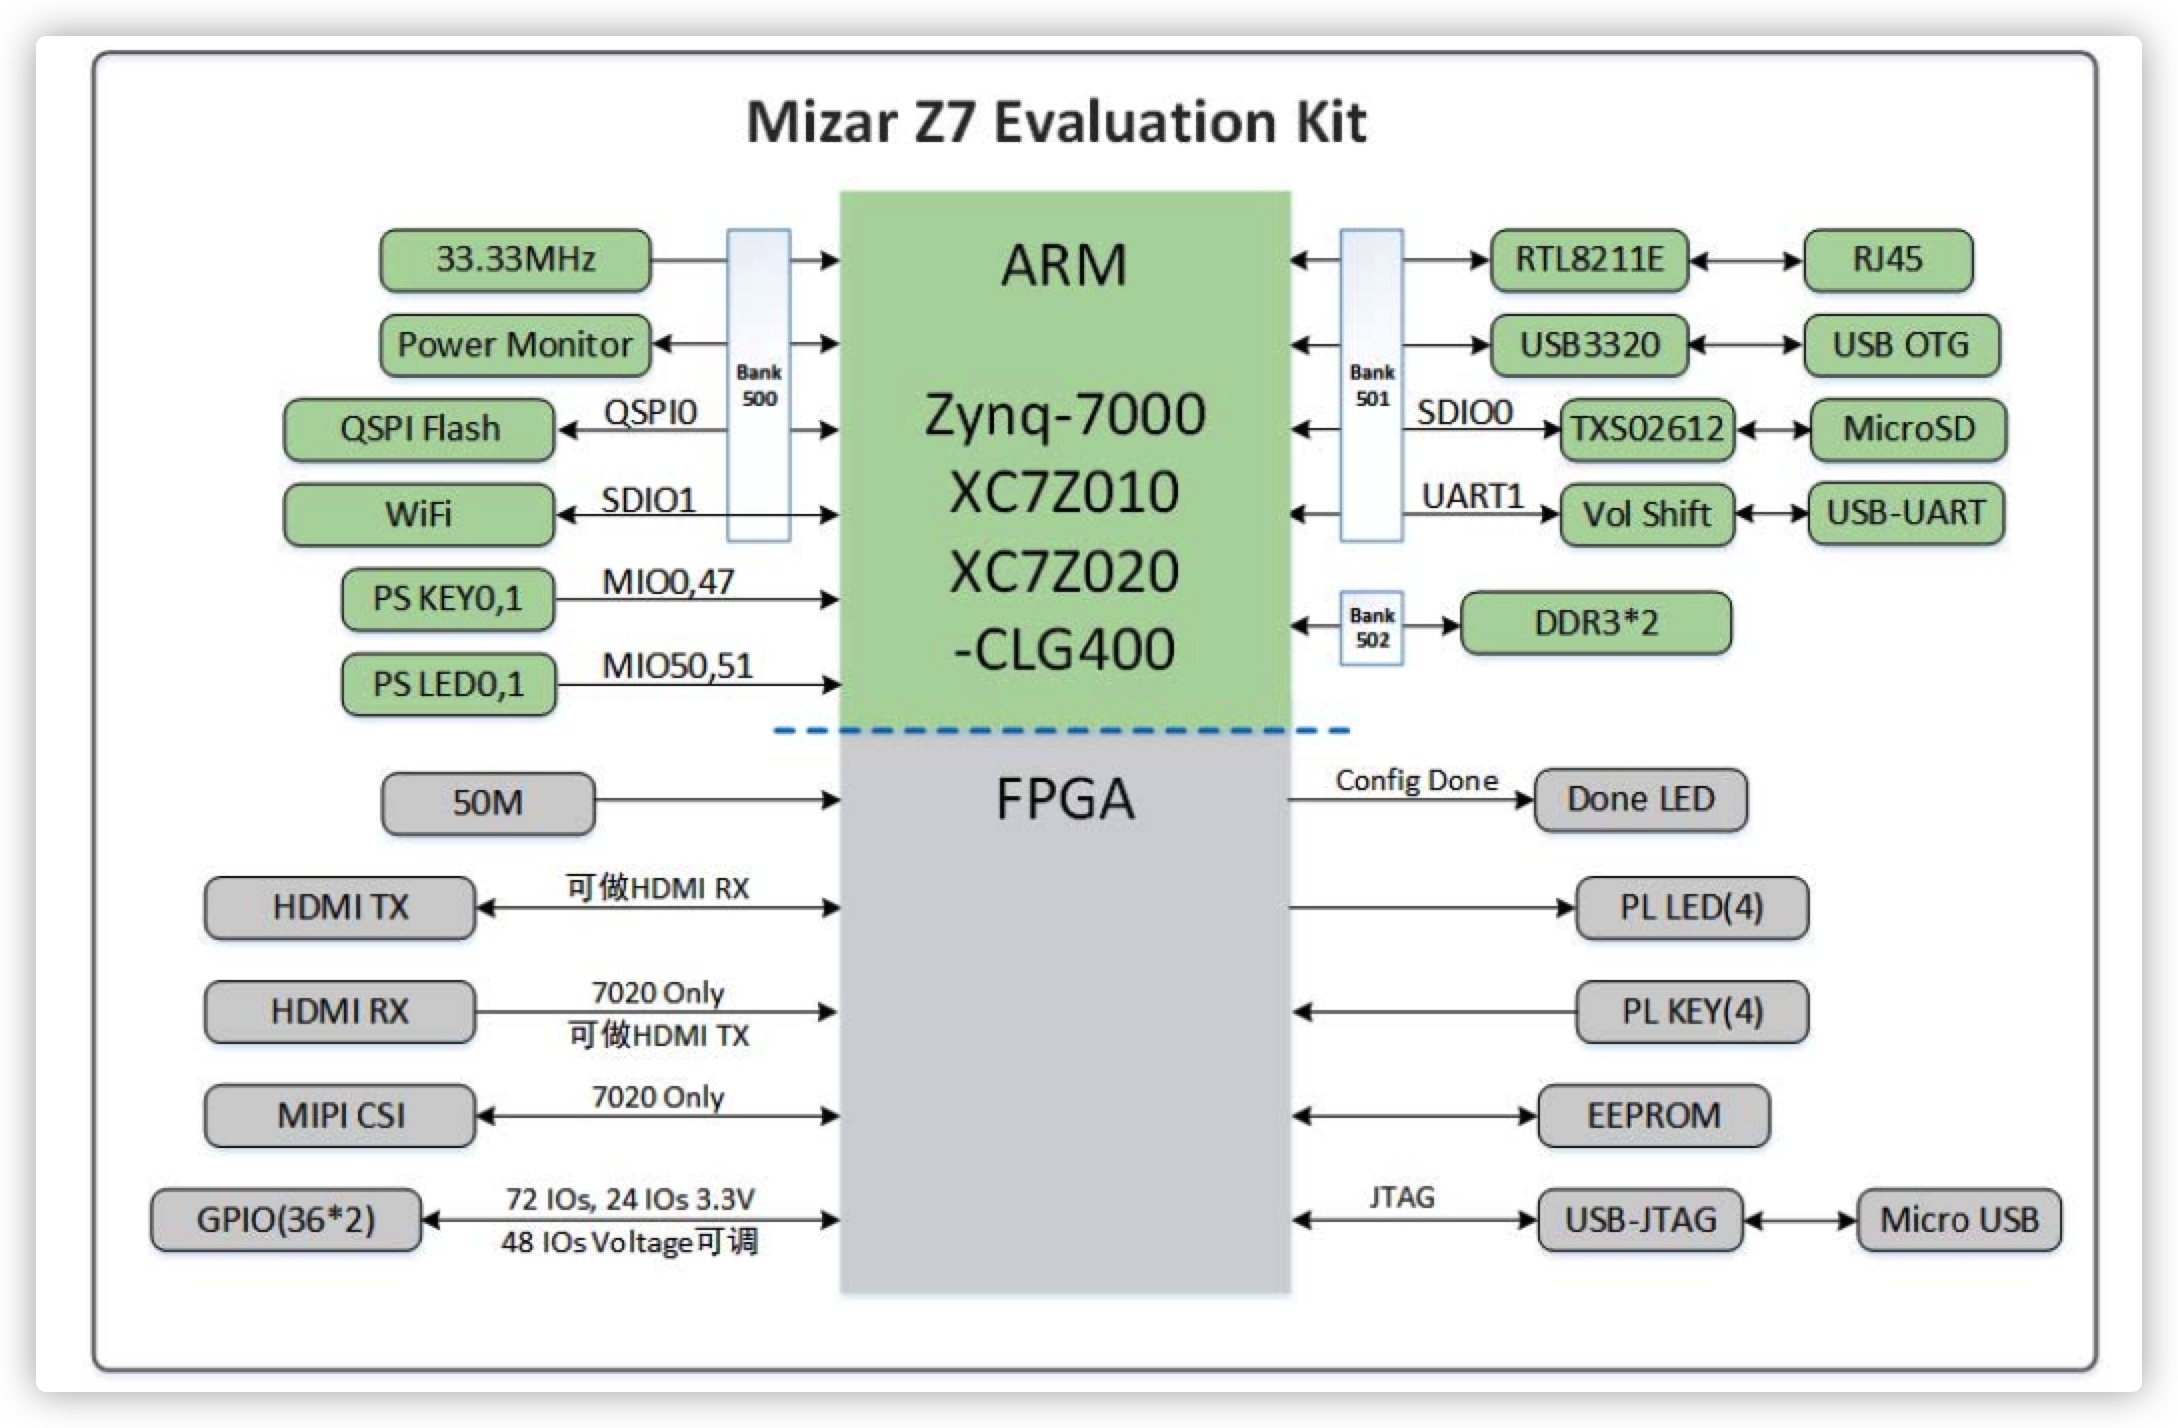 Mizar Z7 Evaluation Kit
33.33MHz
Power Monitor
QSPI Flash
QSPI0
WiFi
SDIO1
PS KEY0,1
MIO0,47
PS LED0,1
MIO50,51
Bank
500
ARM
Zynq-7000
XC7Z010
XC7Z020
-CLG400
Bank
501
RTL8211E
RJ45
USB3320
USB OTG
SDIO0
TXS02612
MicroSD
UART1
Vol Shift
USB-UART
Bank
502
DDR3*2
50M
HDMI TX
可做HDMI RX
HDMI RX
7020 Only
可做HDMI TX
MIPI CSI
7020 Only
GPIO(36*2)
72 IOs, 24 IOs 3.3V
48 IOs Voltage可调
FPGA
Config Done
Done LED
PL LED(4)
PL KEY(4)
EEPROM
JTAG
USB-JTAG
Micro USB